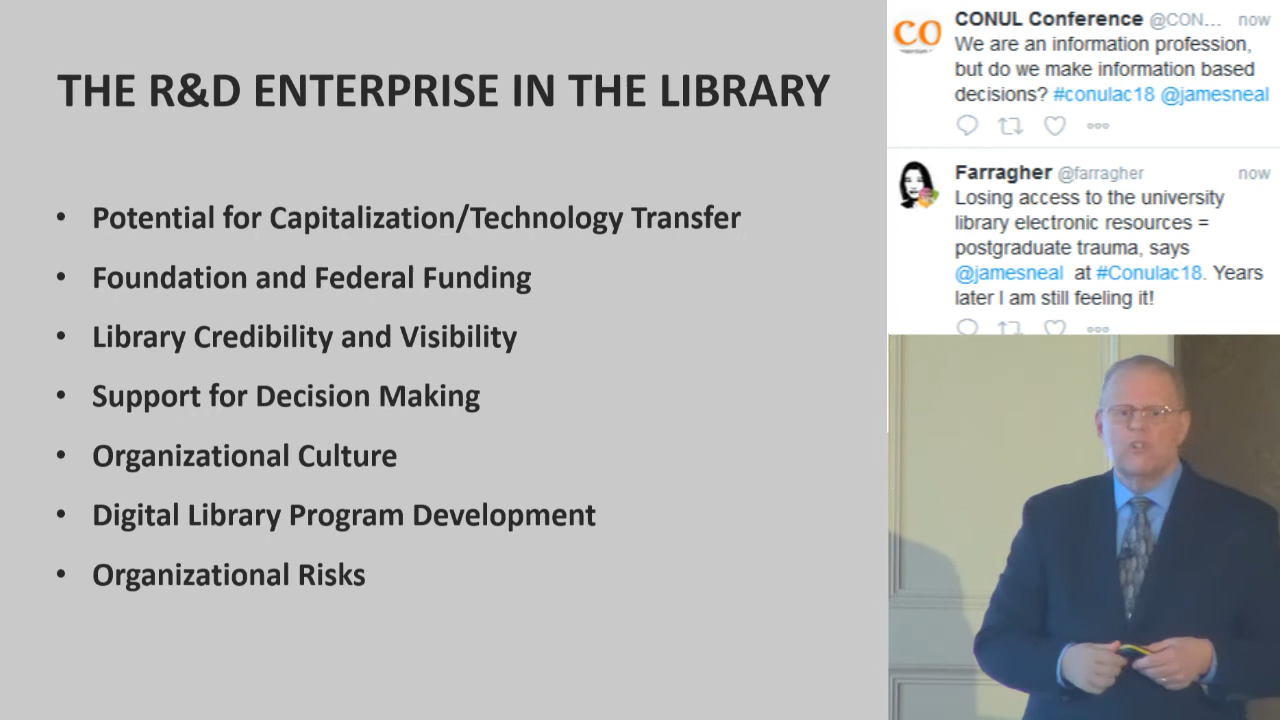 THE R&D ENTERPRISE IN THE LIBRARY
• Potential for Capitalization/Technology Transfer
• Foundation and Federal Funding
• Library Credibility and Visibility
• Support for Decision Making
• Organizational Culture
• Digital Library Program Development
• Organizational Risks
CO
CONUL Conference @CON... now
We are an information profession,
but do we make information based
decisions? #conulac18 @jamesneal
Farragher @farragher now
Losing access to the university
library electronic resources =
postgraduate trauma, says
@jamesneal at #Conulac18. Years
later I am still feeling it!